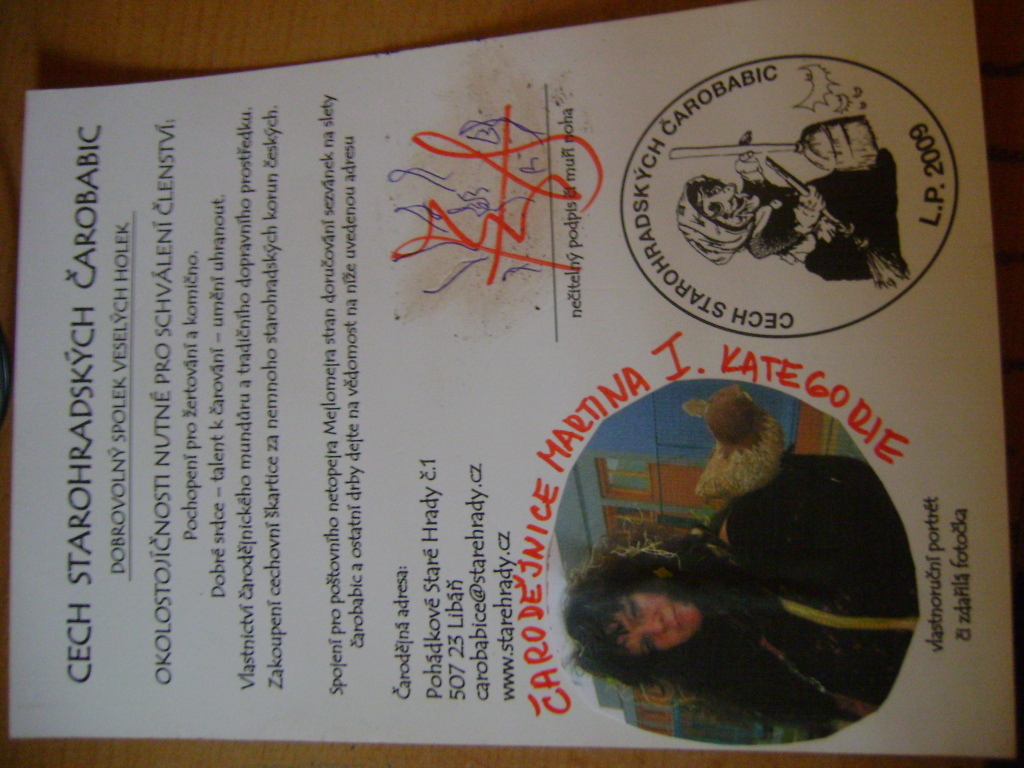 CECH STAROHRADSKÝCH ČAROBABIC
DOBROVOLNÝ SPOLEK VESELÝCH HOLEK
OKOLOSTOJÍČNOSTI NUTNÉ PRO SCHVÁLENÍ ČLENSTVÍ:
Pochopení pro žertování a komično.
Dobré srdce – talent k čarování – umění uhranout.
Vlastnictví čarodějnického mundúru a tradičního dopravního prostředku.
Zakoupení cechovní škartice za nemnoho starohradských korun českých.
Spojení pro poštovního netopejra Mejlomejra stran doručování sezvánek na slety
čarobabic a ostatní drby dejte na vědomost na níže uvedenou adresu
Čarodějná adresa:
Pohádkové Staré Hrady č.1
507 23 Libáň
carobabice@starehrady.cz
www.starehrady.cz
nečitelný podpis či muří noha
ČARODĚJNICE MARTINA I. KATEGORIE
vlastnoruční portrét
či zdařilá fotočka
CECH STAROHRADSKÝCH ČAROBABIC
L.P. 2009